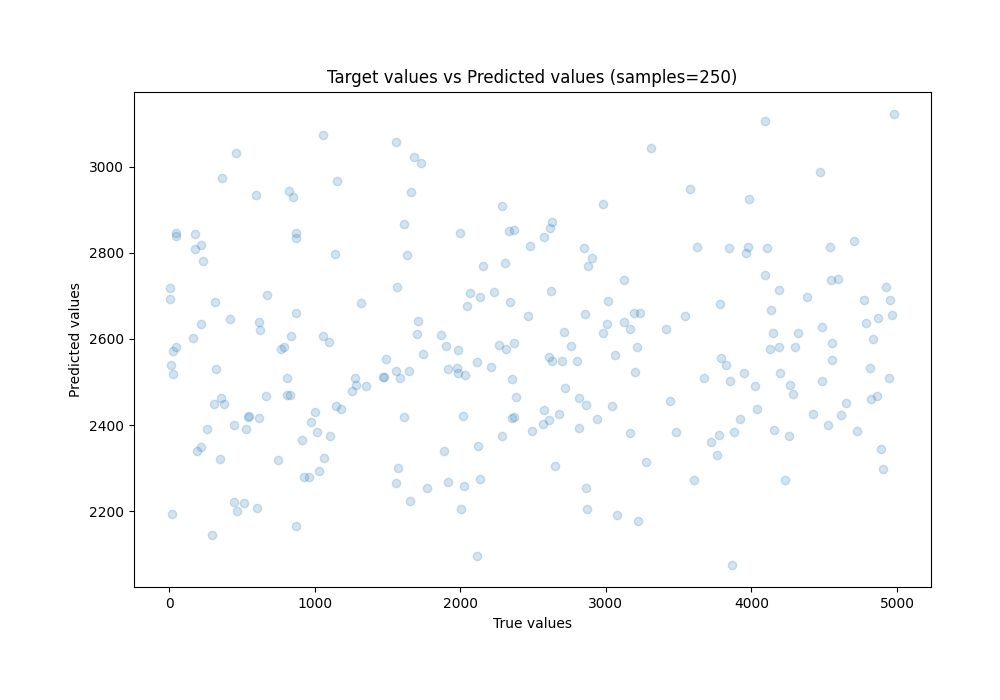 Target values vs Predicted values (samples=250)
Predicted values
3000
2800
2600
2400
2200
0 1000 2000 3000 4000 5000
True values